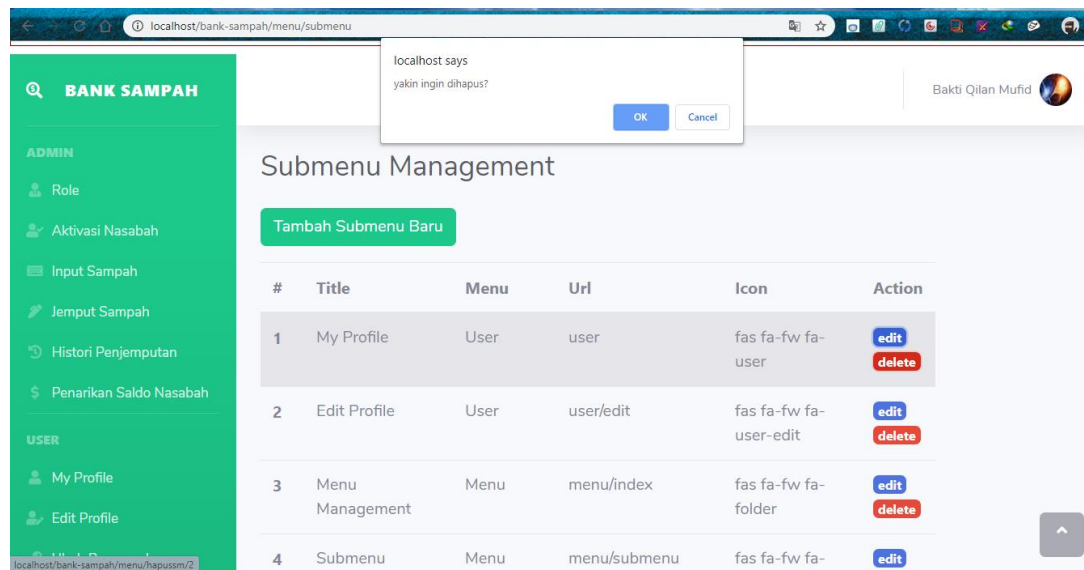 localhost/bank-sampah/menu/submenu
localhost says
yakin ingin dihapus?
OK Cancel
BANK SAMPAH
Bakti Qilan Mufid
ADMIN
Role
Aktivasi Nasabah
Input Sampah
Jemput Sampah
Histori Penjemputan
Penarikan Saldo Nasabah
USER
My Profile
Edit Profile
localhost/bank-sampah/menu/hapussm/2
Submenu Management
Tambah Submenu Baru
# Title Menu Url Icon Action
1 My Profile User user fas fa-fw fa- edit
user delete
2 Edit Profile User user/edit fas fa-fw fa- edit
user-edit delete
3 Menu Menu menu/index fas fa-fw fa- edit
Management folder delete
4 Submenu Menu menu/submenu fas fa-fw fa- edit